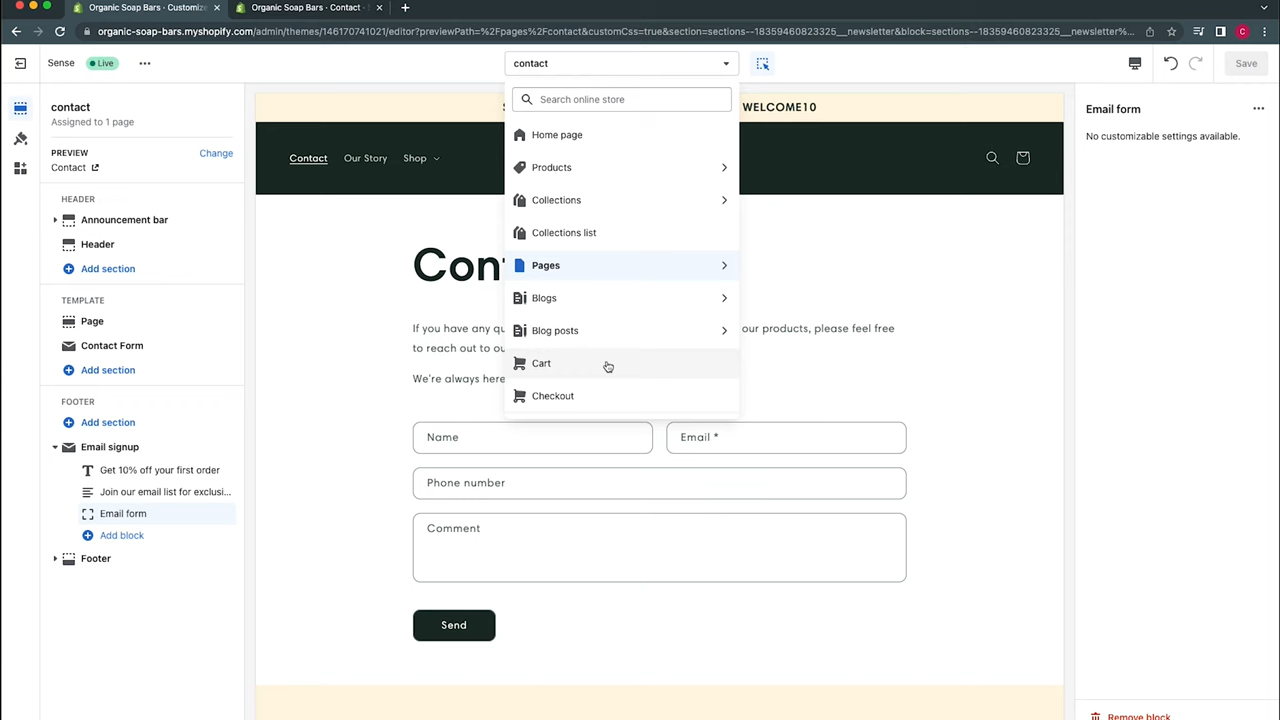 Organic Soap Bars · Customize
Organic Soap Bars - Contact ·
organic-soap-bars.myshopify.com/admin/themes/146170741021/editor?previewPath=%2Fpages%2Fcontact&customCss=true&section=sections--18359460823325__newsletter&block=sections--18359460823325__newsletter%...
C
Sense
Live
contact
Save
contact
Assigned to 1 page
PREVIEW
Change
Contact
HEADER
Announcement bar
Header
Add section
TEMPLATE
Page
Contact Form
Add section
FOOTER
Add section
Email signup
Get 10% off your first order
Join our email list for exclusi...
Email form
Add block
Footer
Search online store
Home page
Products
Collections
Collections list
Pages
Blogs
Blog posts
Cart
Checkout
WELCOME10
Contact
Our Story
Shop
Con
If you have any qu our products, please feel free
to reach out to ou
We're always here
Name
Email *
Phone number
Comment
Send
Email form
No customizable settings available.
Remove block